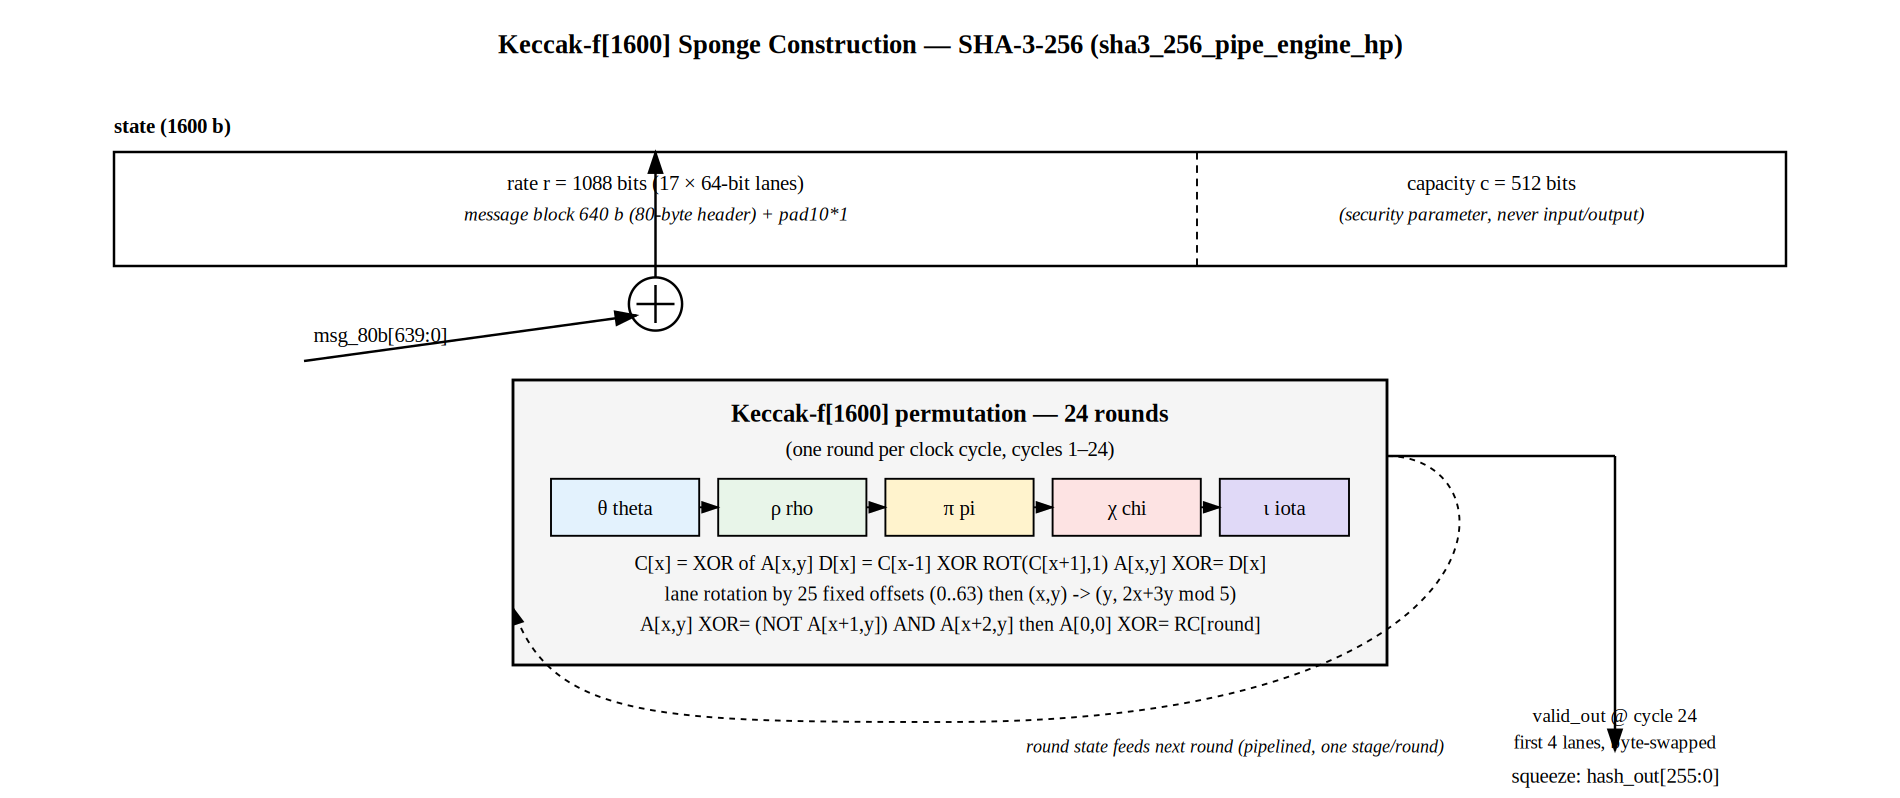 Keccak-f[1600] Sponge Construction — SHA-3-256 (sha3_256_pipe_engine_hp)
state (1600 b)
rate r = 1088 bits (17 × 64-bit lanes)
message block 640 b (80-byte header) + pad10*1
capacity c = 512 bits
(security parameter, never input/output)
msg_80b[639:0]
Keccak-f[1600] permutation — 24 rounds
(one round per clock cycle, cycles 1–24)
θ theta
ρ rho
π pi
χ chi
ι iota
C[x] = XOR of A[x,y] D[x] = C[x-1] XOR ROT(C[x+1],1) A[x,y] XOR= D[x]
lane rotation by 25 fixed offsets (0..63) then (x,y) -> (y, 2x+3y mod 5)
A[x,y] XOR= (NOT A[x+1,y]) AND A[x+2,y] then A[0,0] XOR= RC[round]
round state feeds next round (pipelined, one stage/round)
valid_out @ cycle 24
first 4 lanes, byte-swapped
squeeze: hash_out[255:0]